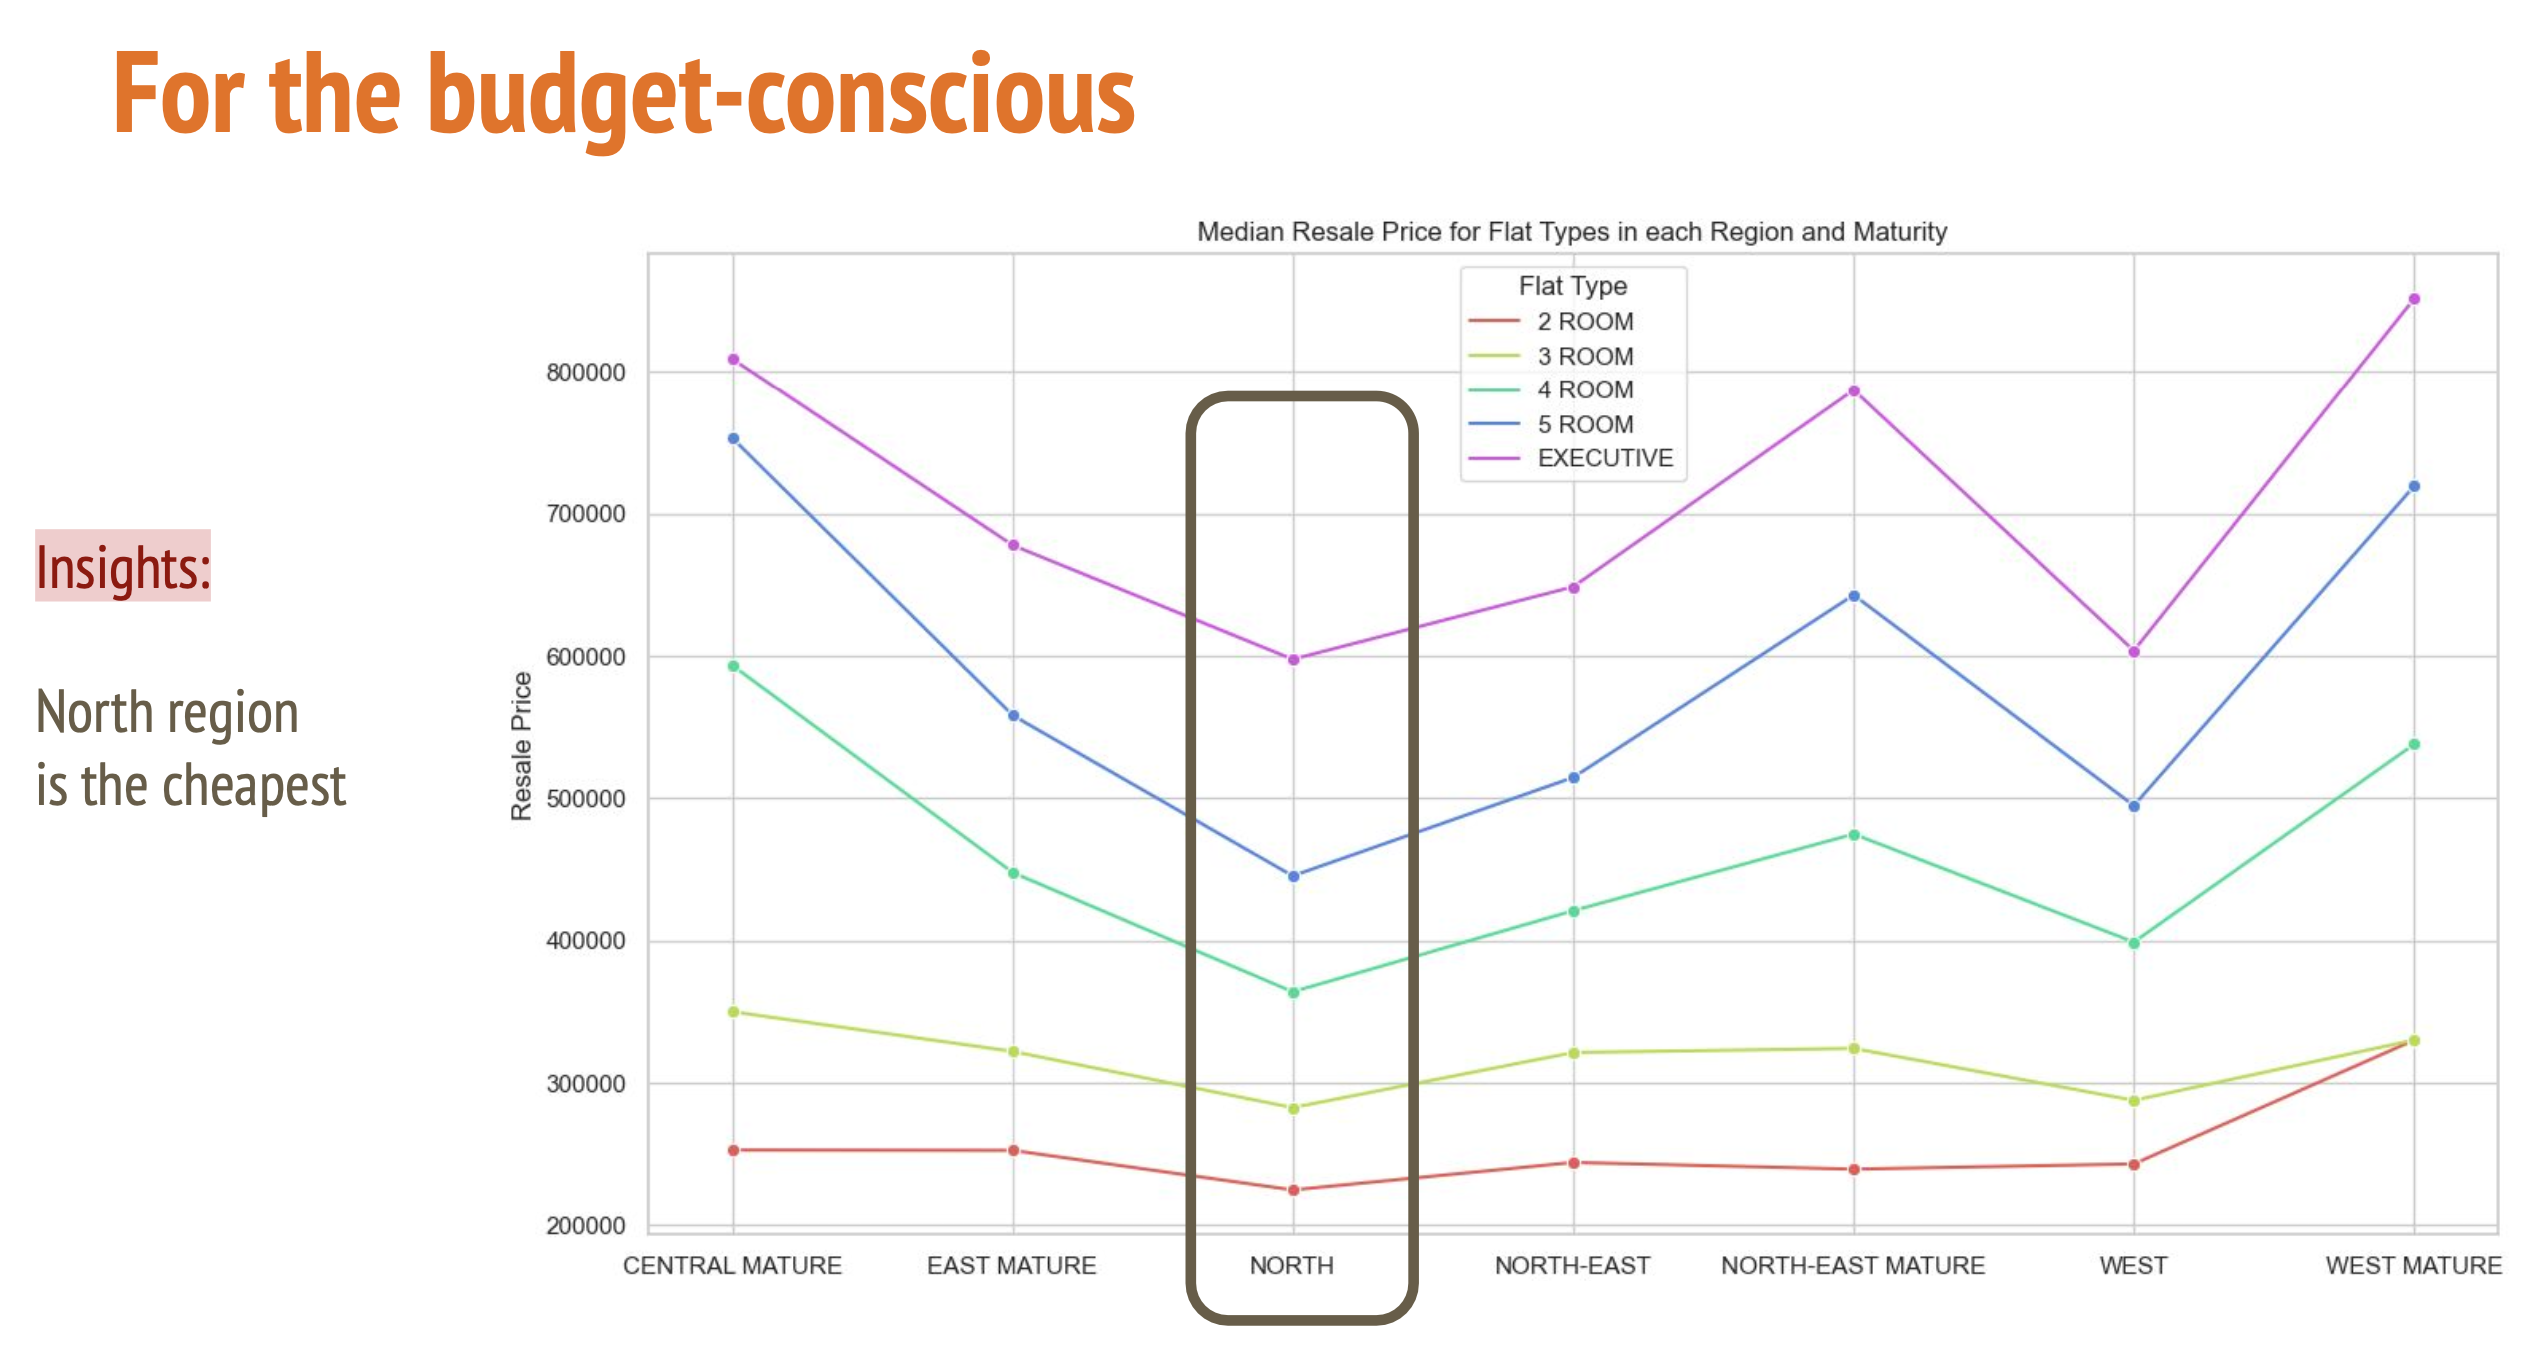 For the budget-conscious
Insights:
North region
is the cheapest
Median Resale Price for Flat Types in each Region and Maturity
Flat Type
2 ROOM
3 ROOM
4 ROOM
5 ROOM
EXECUTIVE
Resale Price
800000
700000
600000
500000
400000
300000
200000
CENTRAL MATURE
EAST MATURE
NORTH
NORTH-EAST
NORTH-EAST MATURE
WEST
WEST MATURE